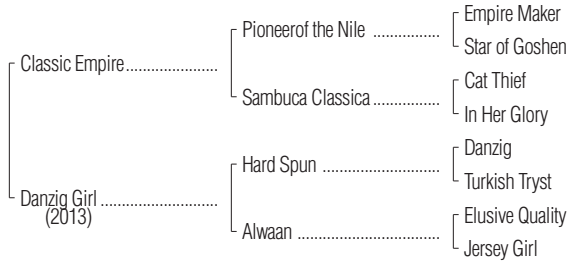 Empire Maker
Pioneerof the Nile ................
Star of Goshen
Classic Empire.......................
Cat Thief
Sambuca Classica................
In Her Glory
Danzig
Hard Spun ............................
Turkish Tryst
Danzig Girl .............................
(2013)
Elusive Quality
Alwaan ..................................
Jersey Girl